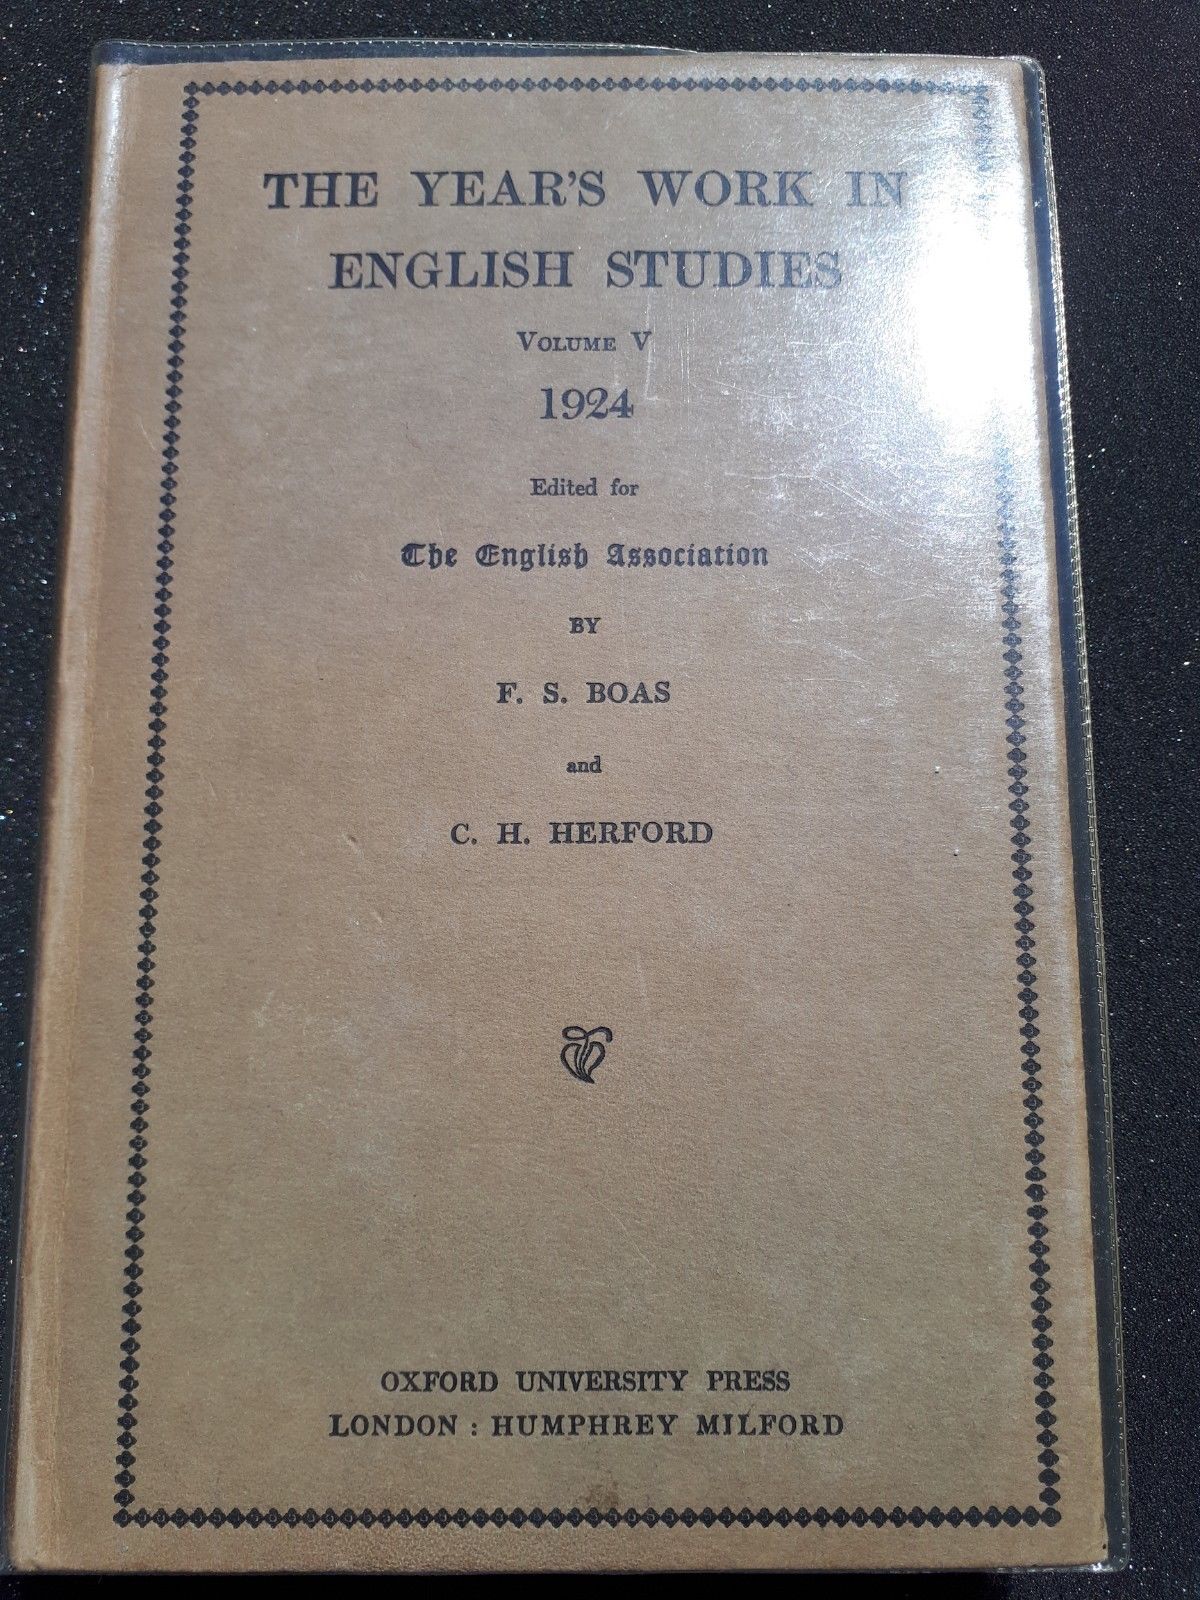 THE YEAR'S WORK IN
ENGLISH STUDIES
VOLUME V
1924
Edited for
The English Association
BY
F. S. BOAS
and
C. H. HERFORD
OXFORD UNIVERSITY PRESS
LONDON : HUMPHREY MILFORD